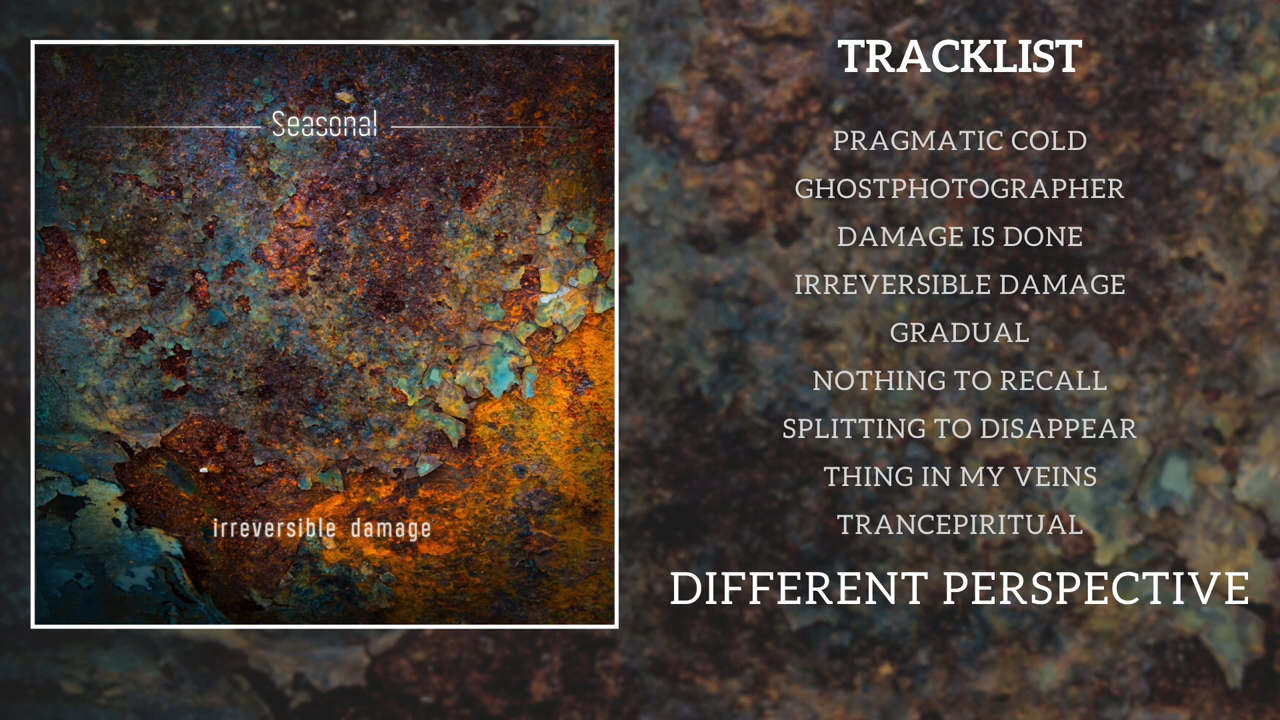 Seasonal
irreversible damage
TRACKLIST
PRAGMATIC COLD
GHOSTPHOTOGRAPHER
DAMAGE IS DONE
IRREVERSIBLE DAMAGE
GRADUAL
NOTHING TO RECALL
SPLITTING TO DISAPPEAR
THING IN MY VEINS
TRANCEPIRITUAL
DIFFERENT PERSPECTIVE